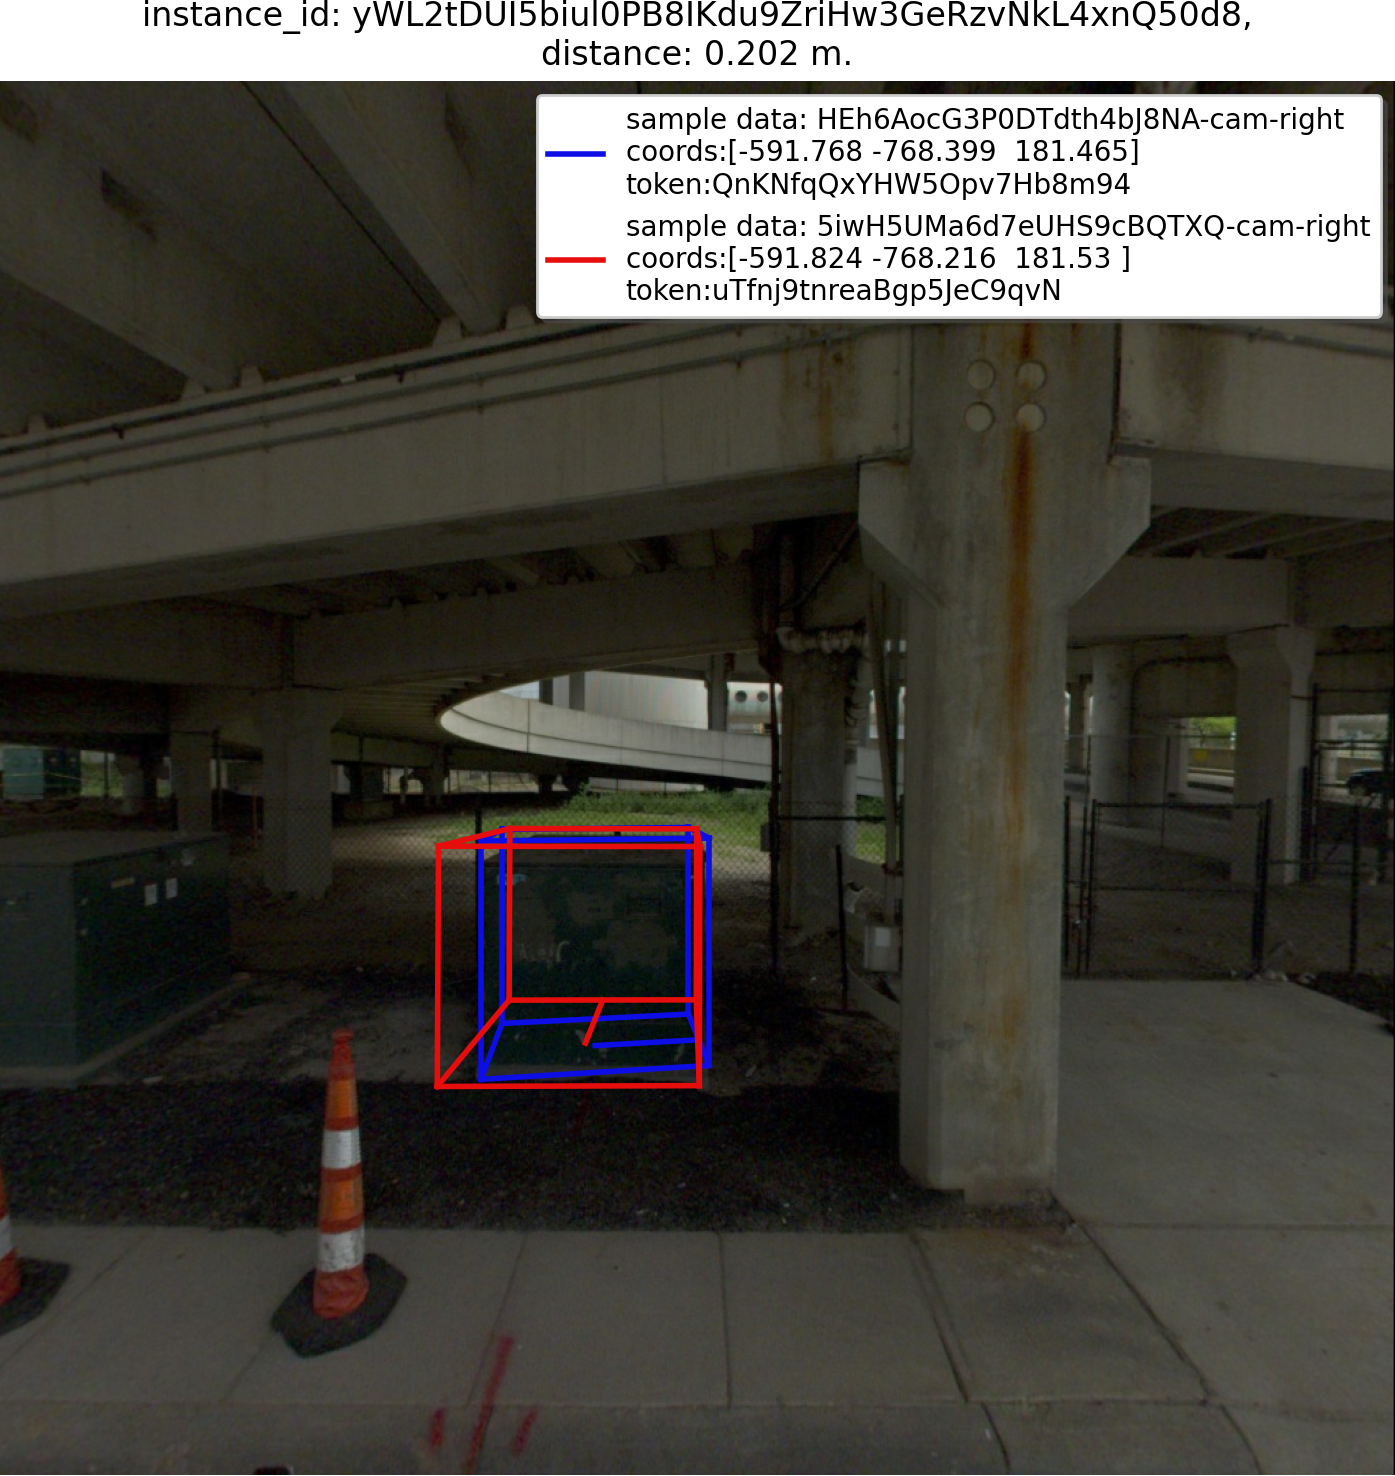 instance_id: yWL2tDUI5biul0PB8IKdu9ZriHw3GeRzvNkL4xnQ50d8,
distance: 0.202 m.
sample data: HEh6AocG3P0DTdth4bJ8NA-cam-right
coords:[-591.768 -768.399  181.465]
token:QnKNfqQxYHW5Opv7Hb8m94
sample data: 5iwH5UMa6d7eUHS9cBQTXQ-cam-right
coords:[-591.824 -768.216  181.53 ]
token:uTfnj9tnreaBgp5JeC9qvN